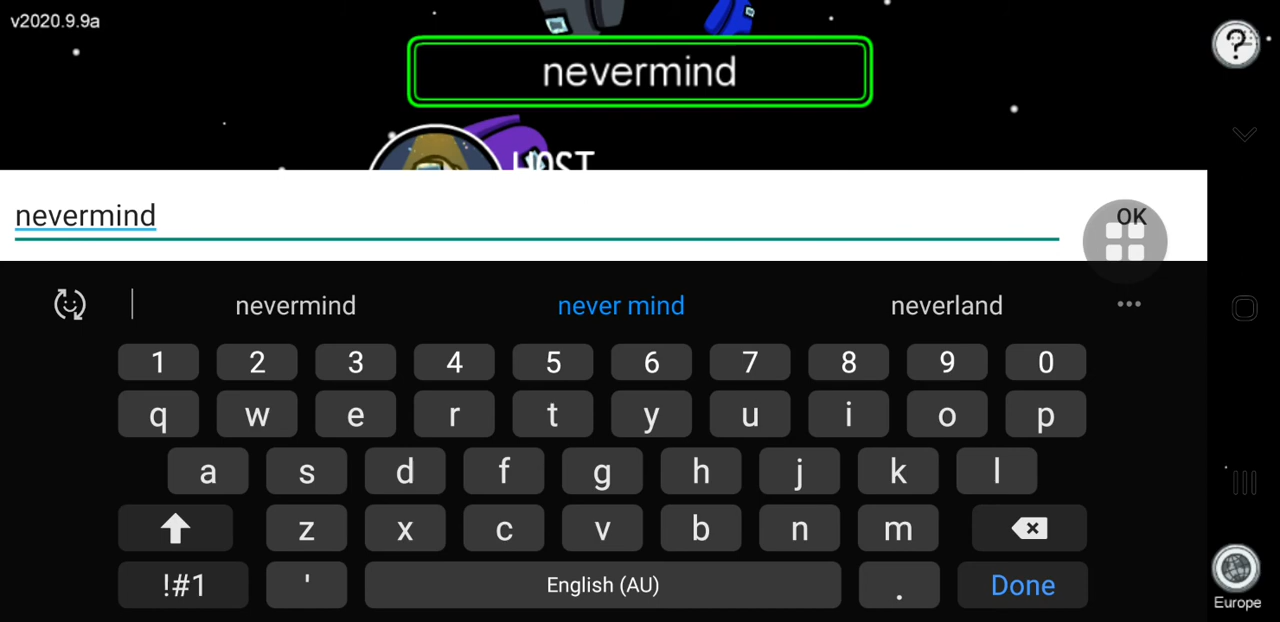 v2020.9.9a
?
nevermind
HOST
nevermind
OK
nevermind never mind neverland ...
1 2 3 4 5 6 7 8 9 0
q w e r t y u i o p
a s d f g h j k l
z x c v b n m
!#1 ' English (AU) . Done
Europe